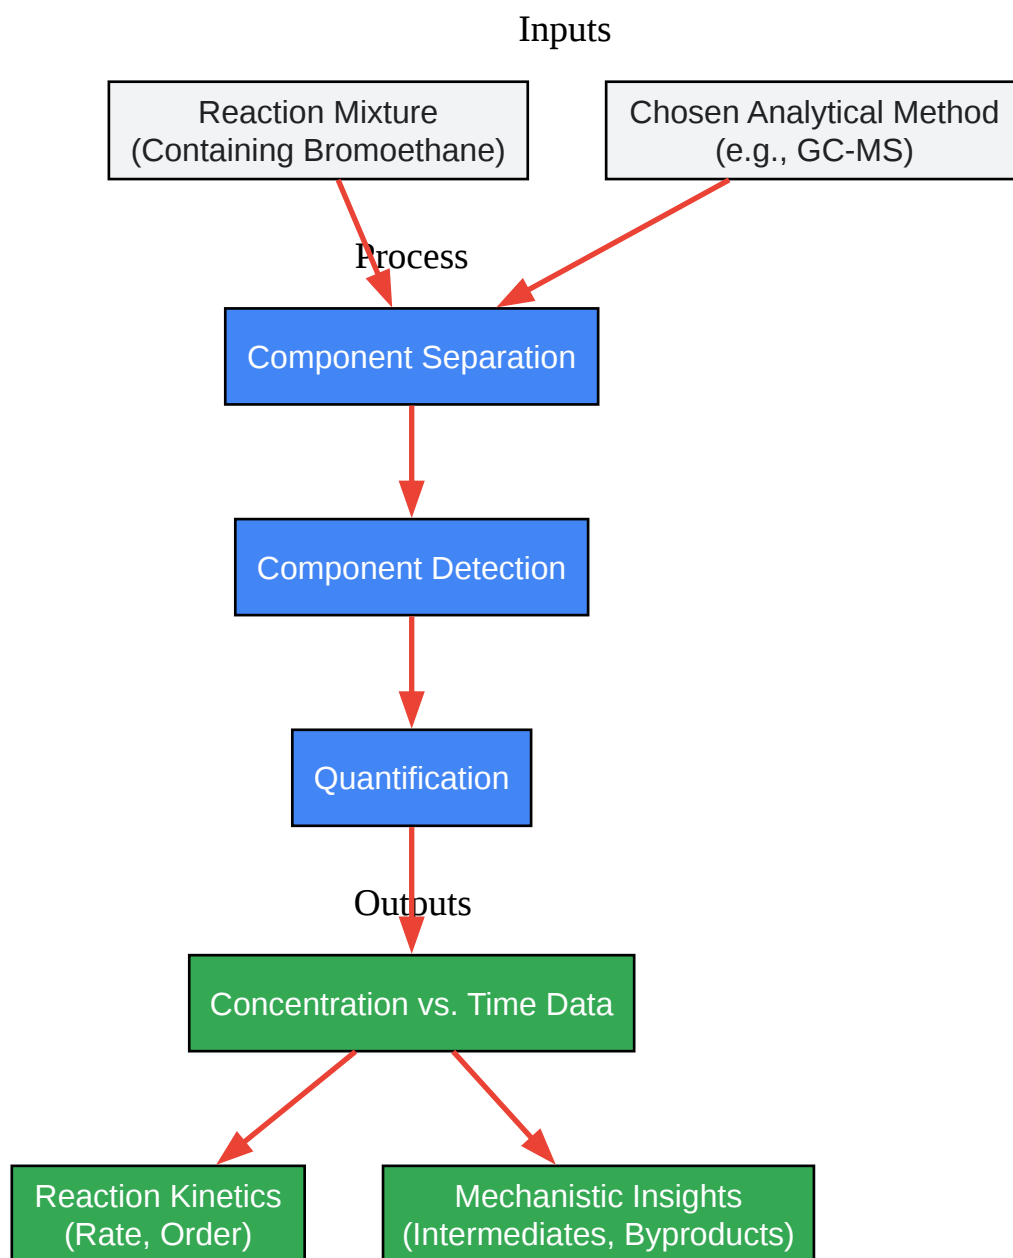 Inputs
Reaction Mixture
(Containing Bromoethane)
Chosen Analytical Method
(e.g., GC-MS)
Process
Component Separation
Component Detection
Quantification
Outputs
Concentration vs. Time Data
Reaction Kinetics
(Rate, Order)
Mechanistic Insights
(Intermediates, Byproducts)